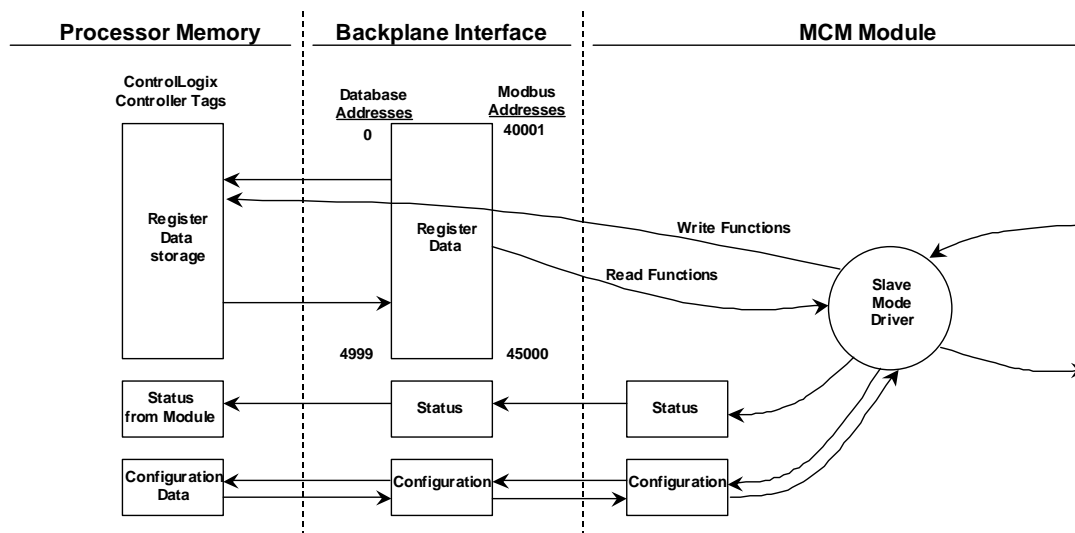 Processor Memory
Backplane Interface
MCM Module
ControlLogix
Controller Tags
Database
Addresses
0
Modbus
Addresses
40001
Register
Data
storage
Register
Data
Write Functions
Read Functions
Slave
Mode
Driver
4999
45000
Status
from Module
Status
Status
Configuration
Data
Configuration
Configuration